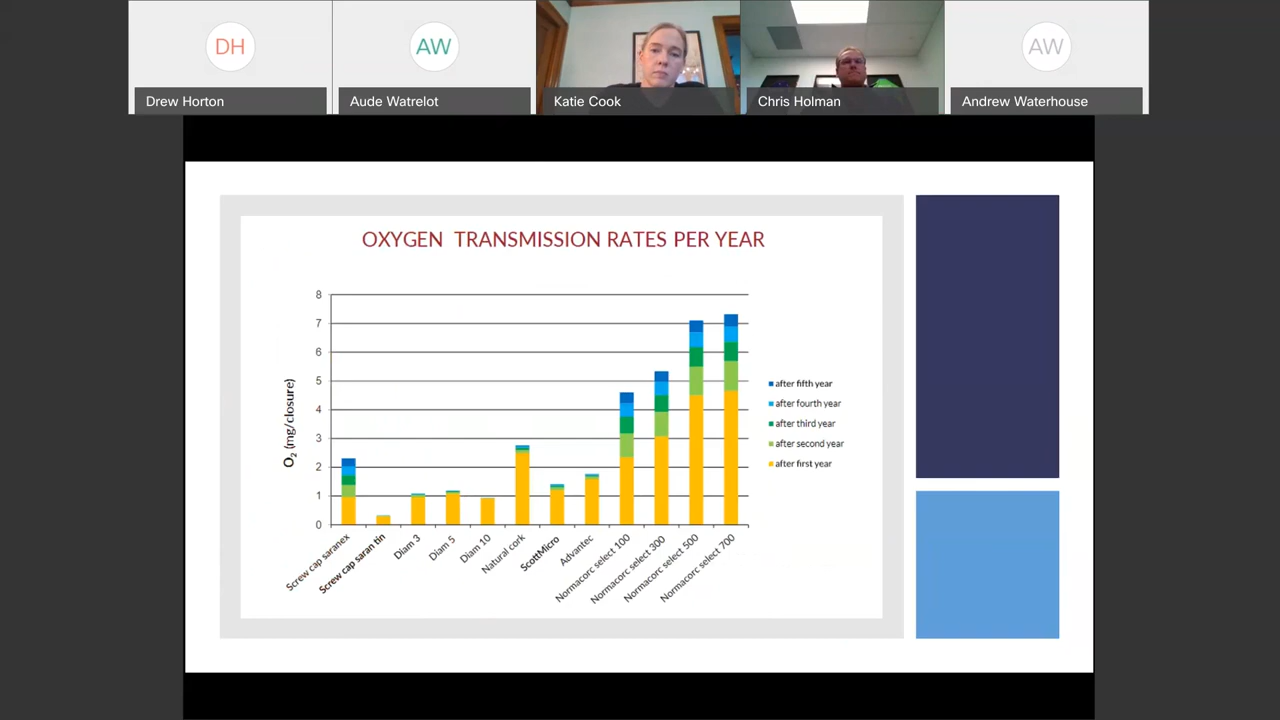 DH
AW
AW
Drew Horton
Aude Watrelot
Katie Cook
Chris Holman
Andrew Waterhouse
OXYGEN TRANSMISSION RATES PER YEAR
O₂ (mg/closure)
8
7
6
5
4
3
2
1
0
Screw cap saranex
Screw cap saran tin
Diam 3
Diam 5
Diam 10
Natural cork
ScottMicro
Advantec
Normacorc select 100
Normacorc select 300
Normacorc select 500
Normacorc select 700
after fifth year
after fourth year
after third year
after second year
after first year